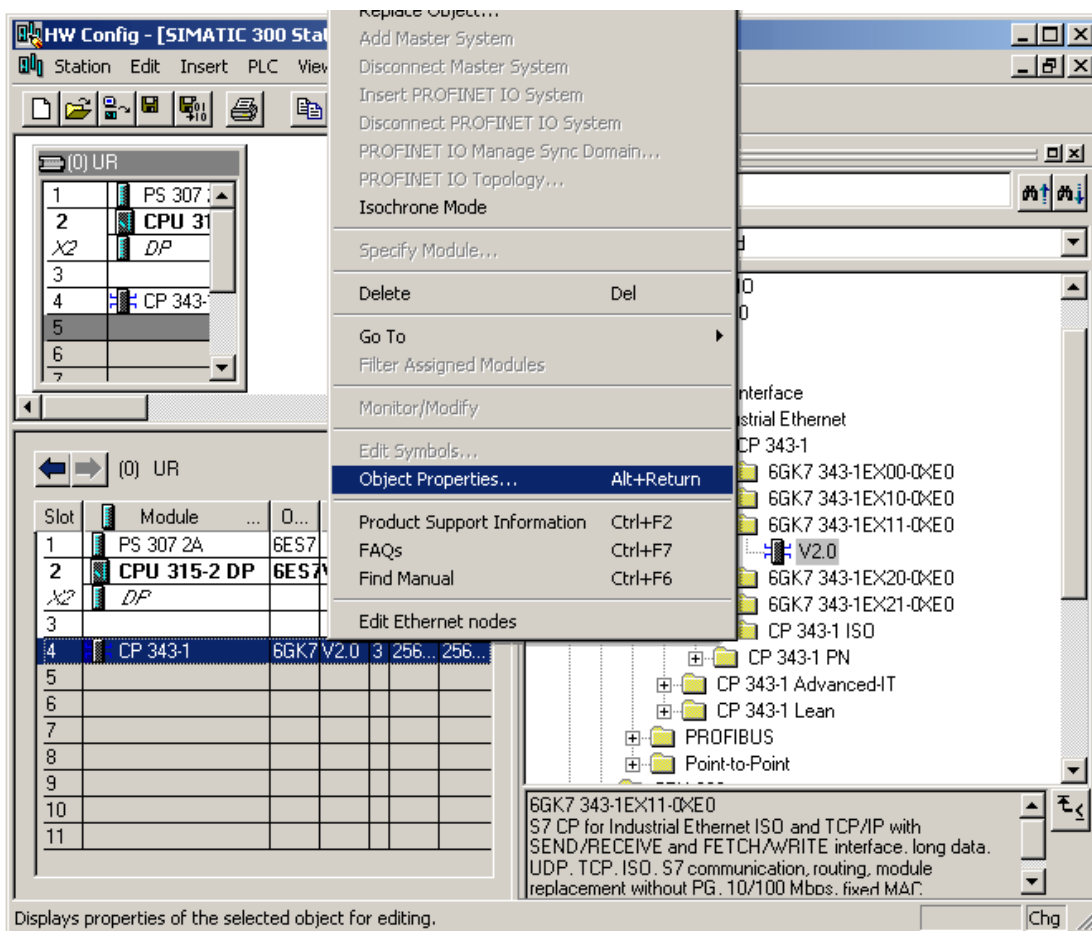 HW Config - [SIMATIC 300 Stat
Station Edit Insert PLC View
Replace Object...
Add Master System
Disconnect Master System
Insert PROFINET IO System
Disconnect PROFINET IO System
PROFINET IO Manage Sync Domain...
PROFINET IO Topology...
Isochrone Mode
Specify Module...
Delete Del
Go To
Filter Assigned Modules
Monitor/Modify
Edit Symbols...
Object Properties... Alt+Return
Product Support Information Ctrl+F2
FAQs Ctrl+F7
Find Manual Ctrl+F6
Edit Ethernet nodes
(0) UR
1 PS 307 2
2 CPU 31
X2 DP
3
4 CP 343-1
5
6
7
(0) UR
Slot Module ... O...
1 PS 307 2A 6ES7
2 CPU 315-2 DP 6ES7
X2 DP
3
4 CP 343-1 6GK7 V2.0 3 256... 256...
5
6
7
8
9
10
11
IO
0
nterface
strial Ethernet
CP 343-1
6GK7 343-1EX00-0XE0
6GK7 343-1EX10-0XE0
6GK7 343-1EX11-0XE0
V2.0
6GK7 343-1EX20-0XE0
6GK7 343-1EX21-0XE0
CP 343-1 ISO
CP 343-1 PN
CP 343-1 Advanced-IT
CP 343-1 Lean
PROFIBUS
Point-to-Point
6GK7 343-1EX11-0XE0
S7 CP for Industrial Ethernet ISO and TCP/IP with
SEND/RECEIVE and FETCH/WRITE interface, long data,
UDP, TCP, ISO, S7 communication, routing, module
replacement without PG, 10/100 Mbps, fixed MAC
Displays properties of the selected object for editing.
Chg